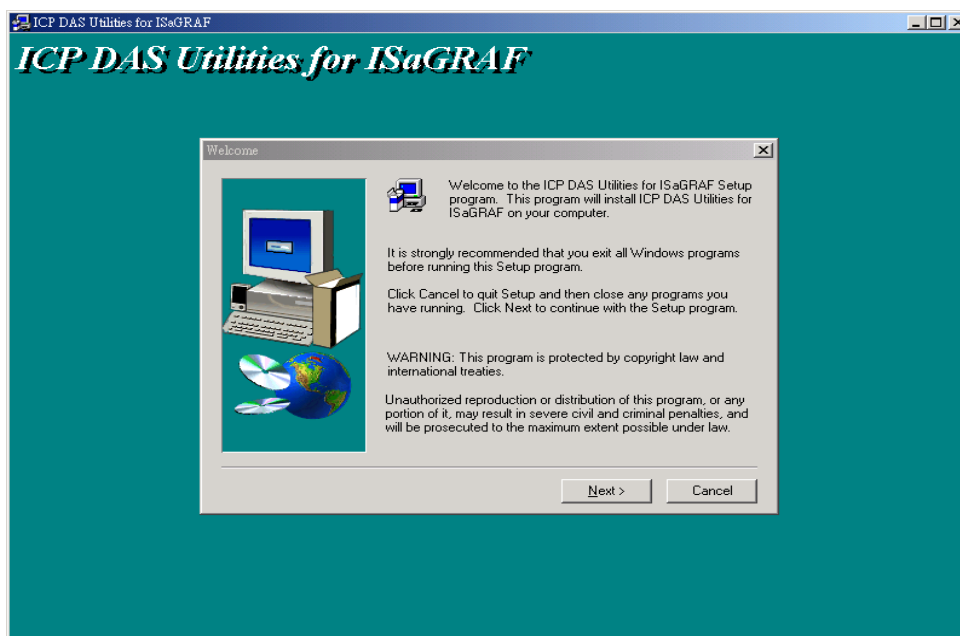 ICP DAS Utilities for ISaGRAF
ICP DAS Utilities for ISaGRAF
Welcome
Welcome to the ICP DAS Utilities for ISaGRAF Setup
program. This program will install ICP DAS Utilities for
ISaGRAF on your computer.
It is strongly recommended that you exit all Windows programs
before running this Setup program.
Click Cancel to quit Setup and then close any programs you
have running. Click Next to continue with the Setup program.
WARNING: This program is protected by copyright law and
international treaties.
Unauthorized reproduction or distribution of this program, or any
portion of it, may result in severe civil and criminal penalties, and
will be prosecuted to the maximum extent possible under law.
Next >
Cancel